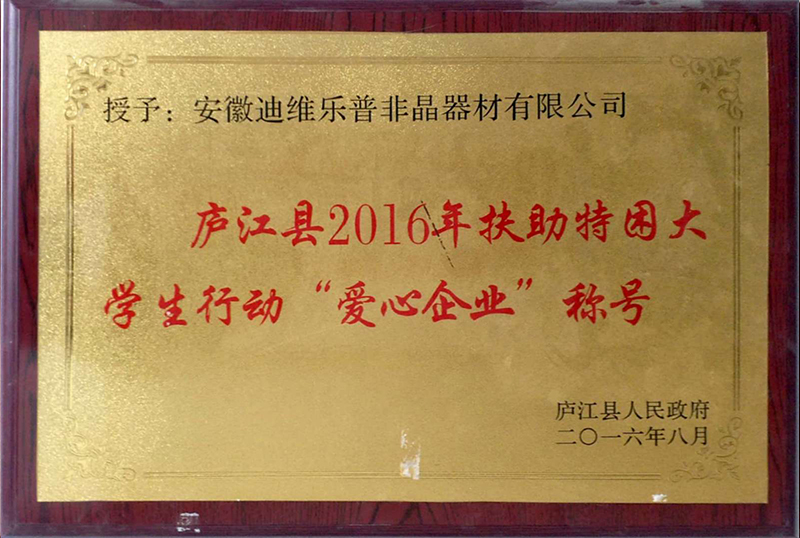 授予：安徽迪维乐普非晶器材有限公司
庐江县2016年扶助特困大
学生行动“爱心企业”称号
庐江县人民政府
二〇一六年八月